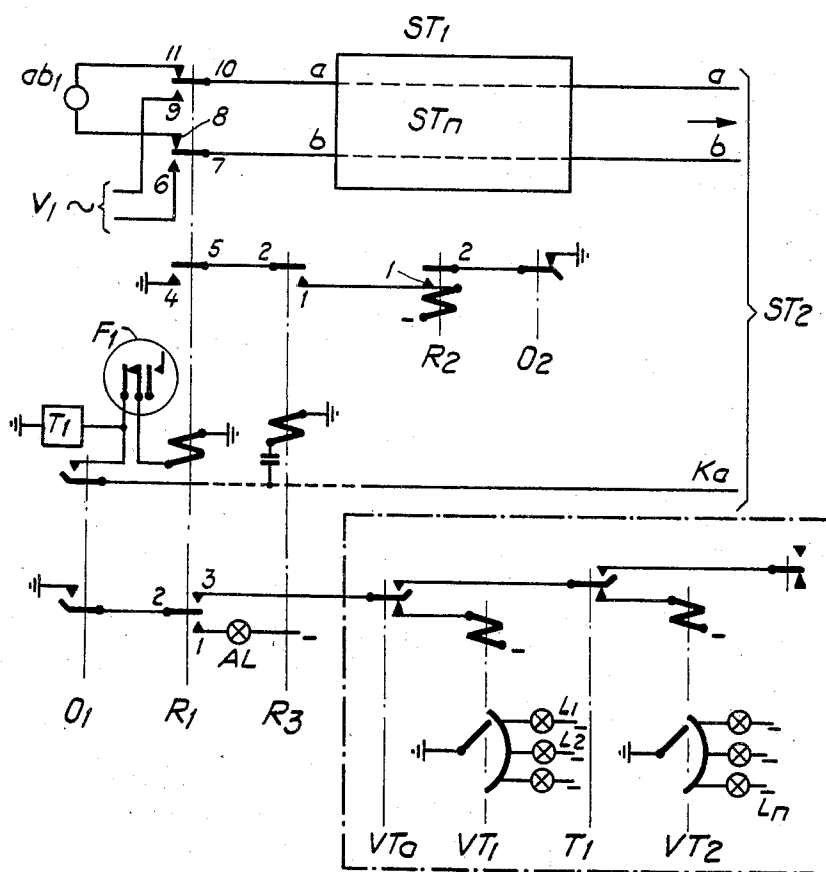 ST1
11
10
a
a
ab1
9
8
STn
b
b
7
6
V1 ~
5
2
1
2
4
1
R2
O2
ST2
F1
T1
Ka
2
3
1
AL
O1
R1
R3
L1
L2
Ln
VTa
VT1
T1
VT2